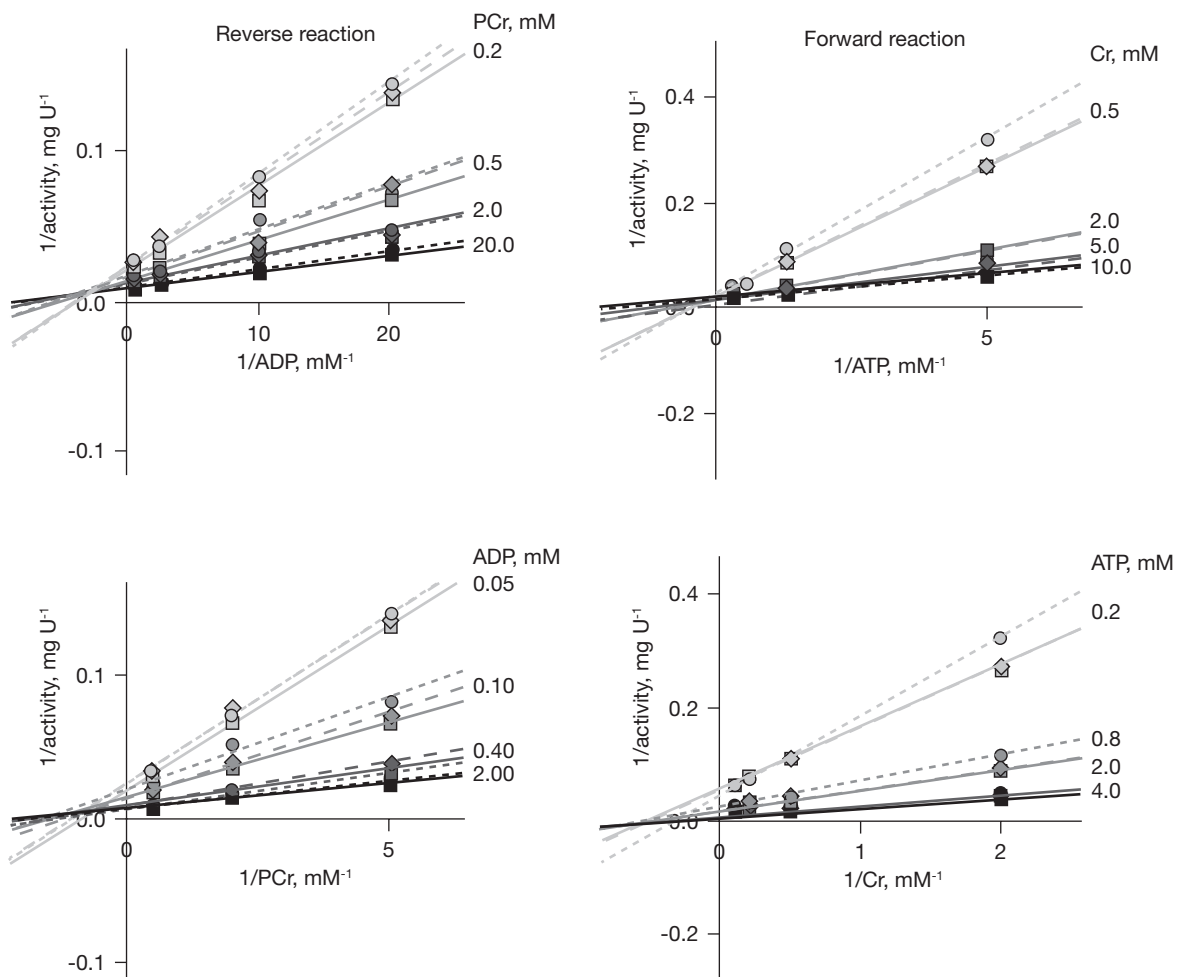 Reverse reaction
PCr, mM
0.2
0.5
2.0
20.0
1/activity, mg U⁻¹
0.1
0.0
-0.1
0
10
20
1/ADP, mM⁻¹
Forward reaction
Cr, mM
0.5
2.0
5.0
10.0
1/activity, mg U⁻¹
0.4
0.2
0.0
-0.2
0
5
1/ATP, mM⁻¹
ADP, mM
0.05
0.10
0.40
2.00
1/activity, mg U⁻¹
0.1
0.0
-0.1
0
5
1/PCr, mM⁻¹
ATP, mM
0.2
0.8
2.0
4.0
1/activity, mg U⁻¹
0.4
0.2
0.0
-0.2
0
1
2
1/Cr, mM⁻¹